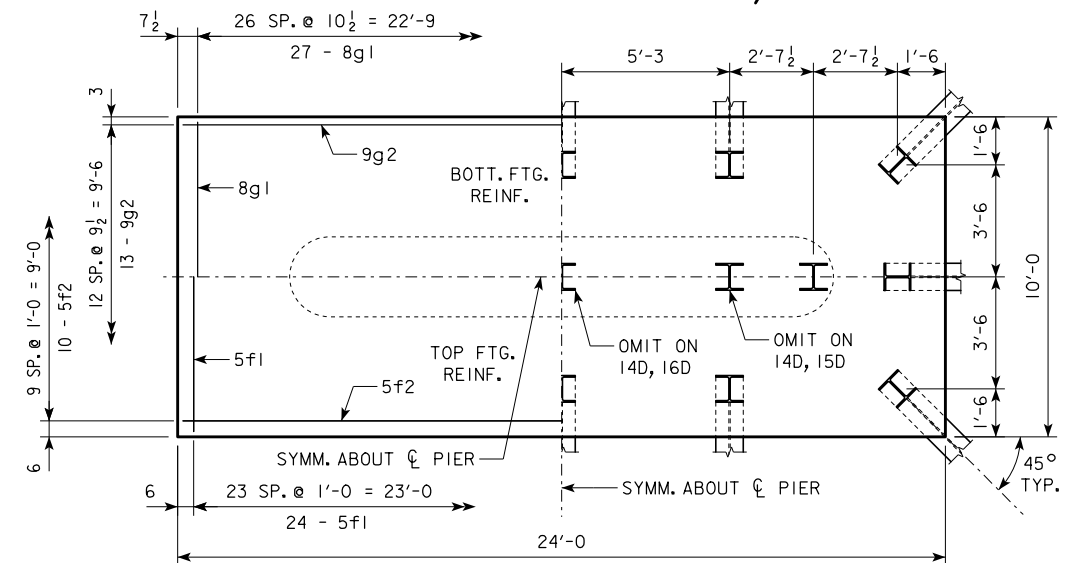 7½
26 SP. @ 10½ = 22'-9
27 - 8g1
5'-3
2'-7½
2'-7½
1'-6
3
9g2
8g1
BOTT. FTG.
REINF.
12 SP. @ 9½ = 9'-6
13 - 9g2
9 SP. @ 1'-0 = 9'-0
10 - 5f2
1'-6
3'-6
10'-0
3'-6
1'-6
5f1
TOP FTG.
REINF.
5f2
OMIT ON
14D, 16D
OMIT ON
14D, 15D
6
SYMM. ABOUT ℄ PIER
SYMM. ABOUT ℄ PIER
45°
TYP.
6
23 SP. @ 1'-0 = 23'-0
24 - 5f1
24'-0